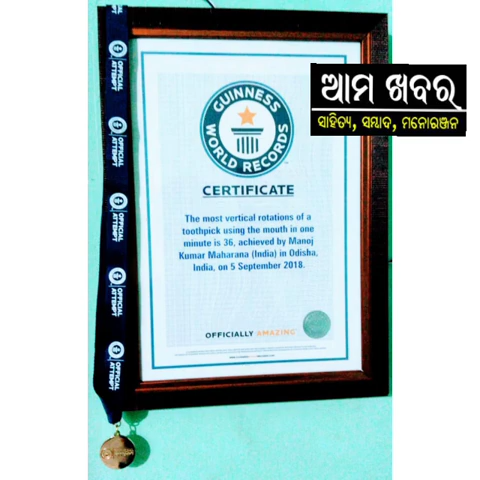 ଆମ ଖବର
ସାହିତ୍ୟ, ସମ୍ବାଦ, ମନୋରଞ୍ଜନ
GUINNESS
WORLD RECORDS
CERTIFICATE
The most vertical rotations of a
toothpick using the mouth in one
minute is 36, achieved by Manoj
Kumar Maharana (India) in Odisha,
India, on 5 September 2018.
OFFICIALLY AMAZING
OFFICIAL
ATTEMPT
OFFICIAL
ATTEMPT
OFFICIAL
ATTEMPT
OFFICIAL
ATTEMPT
OFFICIAL
ATTEMPT